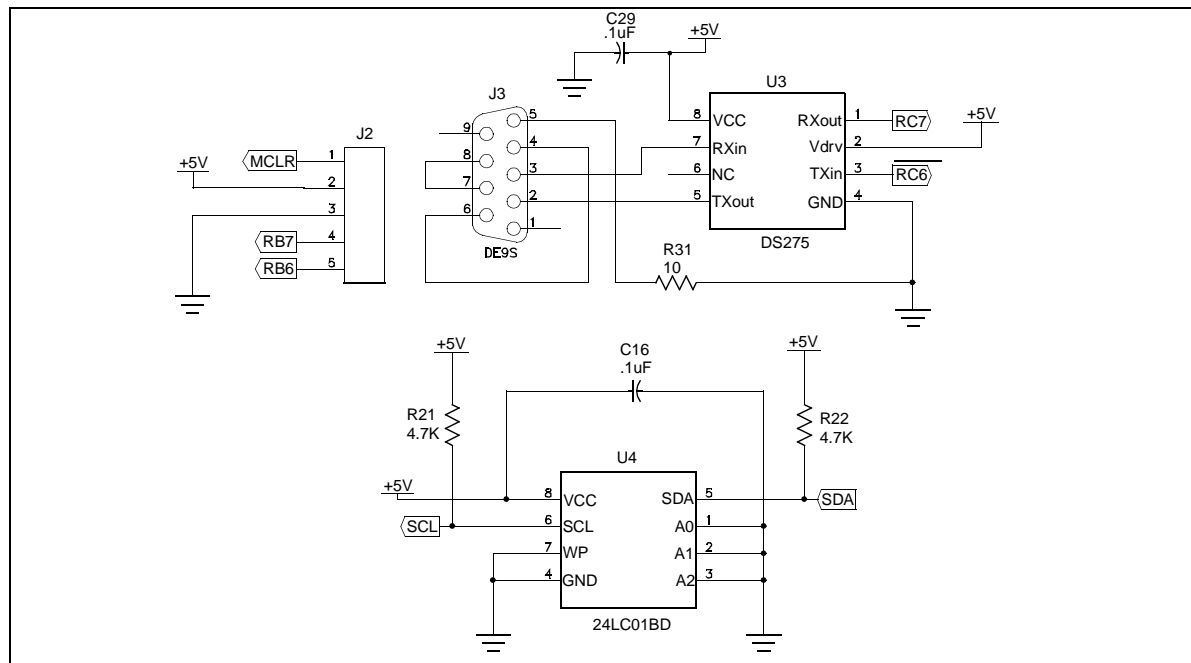 C29
.1uF
+5V
U3
J3
J2
5
9
4
8
3
7
2
6
1
DE9S
+5V
MCLR
1
2
3
RB7
4
RB6
5
8
VCC
RXout
1
RC7
+5V
7
RXin
Vdrv
2
6
NC
TXin
3
RC6
5
TXout
GND
4
DS275
R31
10
+5V
C16
.1uF
+5V
R21
4.7K
R22
4.7K
U4
+5V
8
VCC
SDA
5
SDA
SCL
6
SCL
A0
1
7
WP
A1
2
4
GND
A2
3
24LC01BD